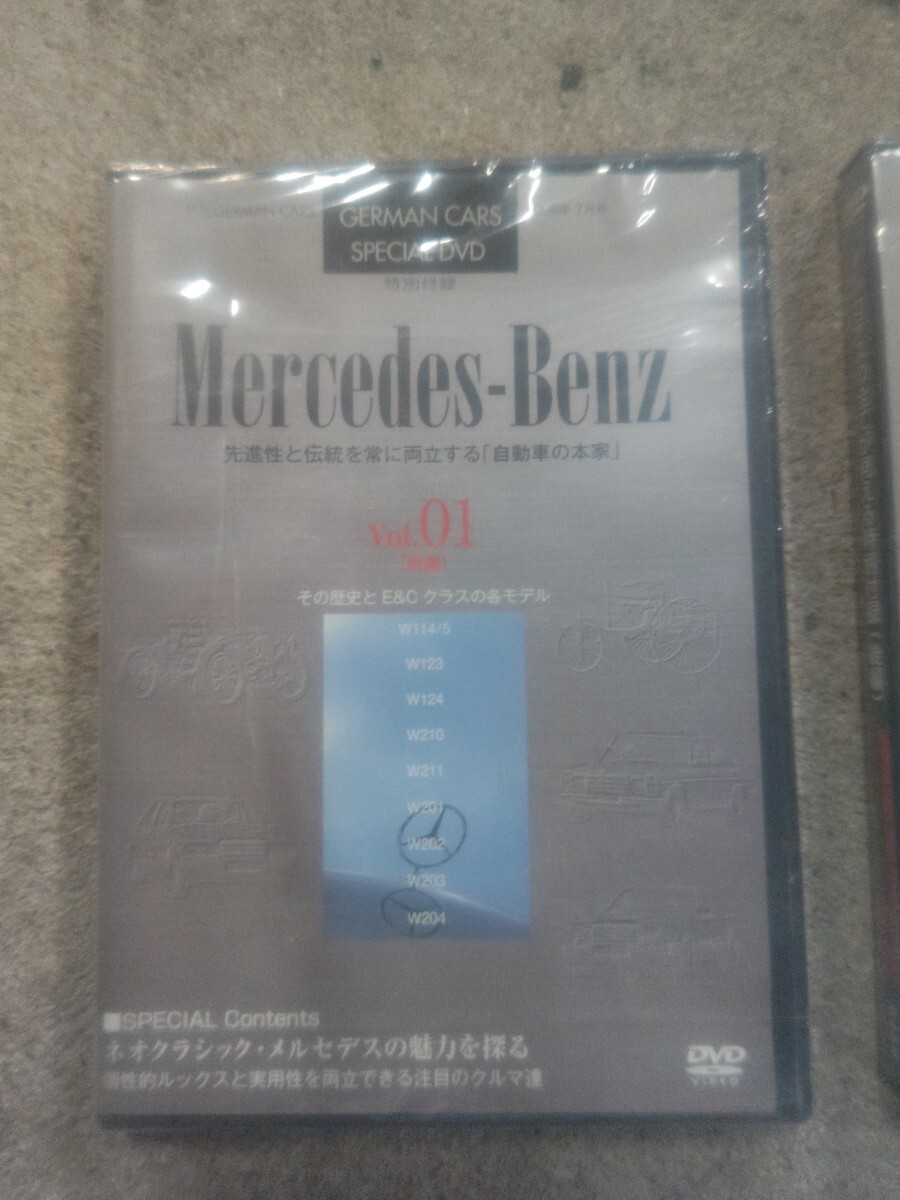 GERMAN CARS
GERMAN CARS
SPECIAL DVD
特別付録
Mercedes-Benz
先進性と伝統を常に両立する「自動車の本家」
Vol.01
その歴史とE&Cクラスの各モデル
W114/5
W123
W124
W210
W211
W201
W202
W203
W204
■SPECIAL Contents
ネオクラシック・メルセデスの魅力を探る
個性的ルックスと実用性を両立できる注目のクルマ達
DVD
VIDEO